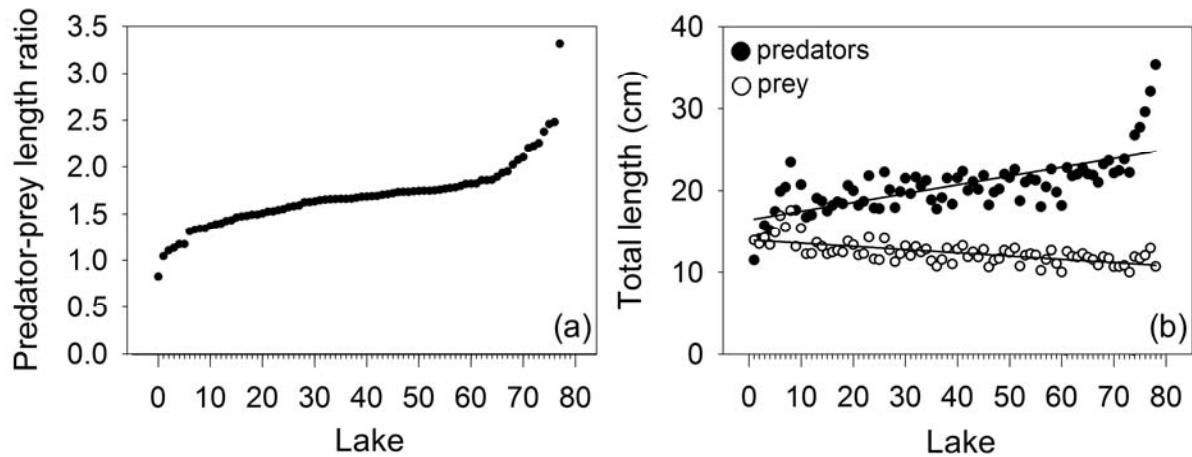 Predator-prey length ratio
3.5
3.0
2.5
2.0
1.5
1.0
0.5
0.0
(a)
0 10 20 30 40 50 60 70 80
Lake
Total length (cm)
40
30
20
10
0
predators
prey
(b)
0 10 20 30 40 50 60 70 80
Lake